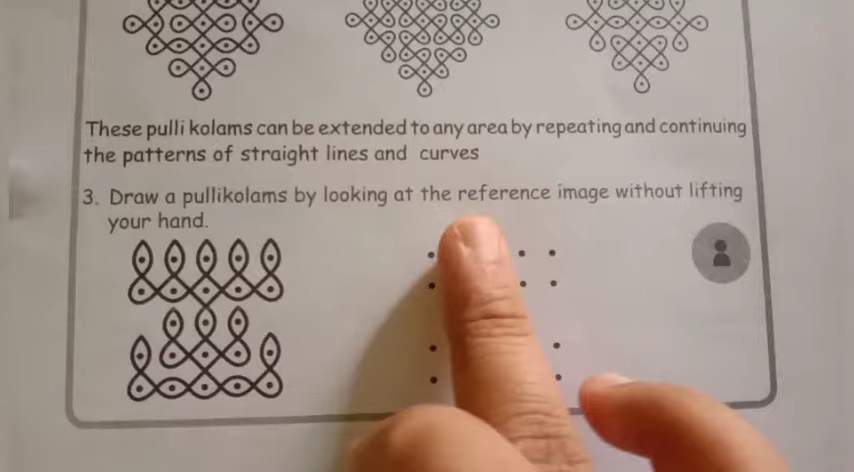 These pulli kolams can be extended to any area by repeating and continuing
the patterns of straight lines and curves
3. Draw a pullikolams by looking at the reference image without lifting
your hand.